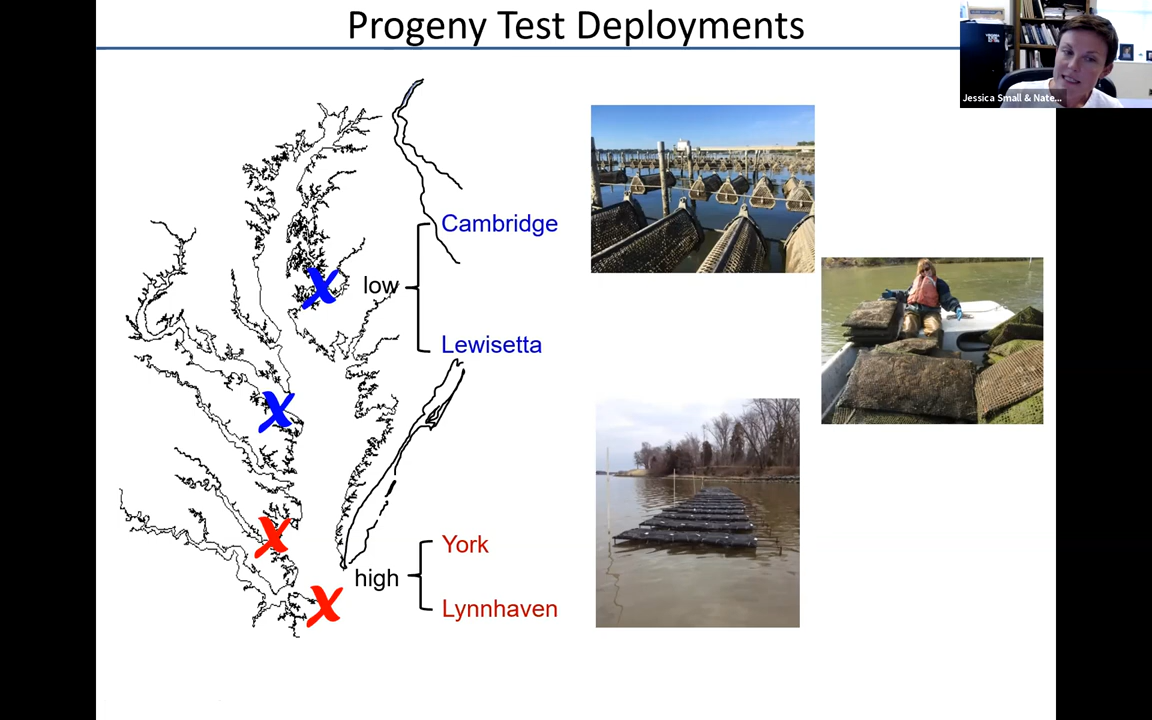 Progeny Test Deployments
Jessica Small & Nate...
Cambridge
low
Lewisetta
York
high
Lynnhaven